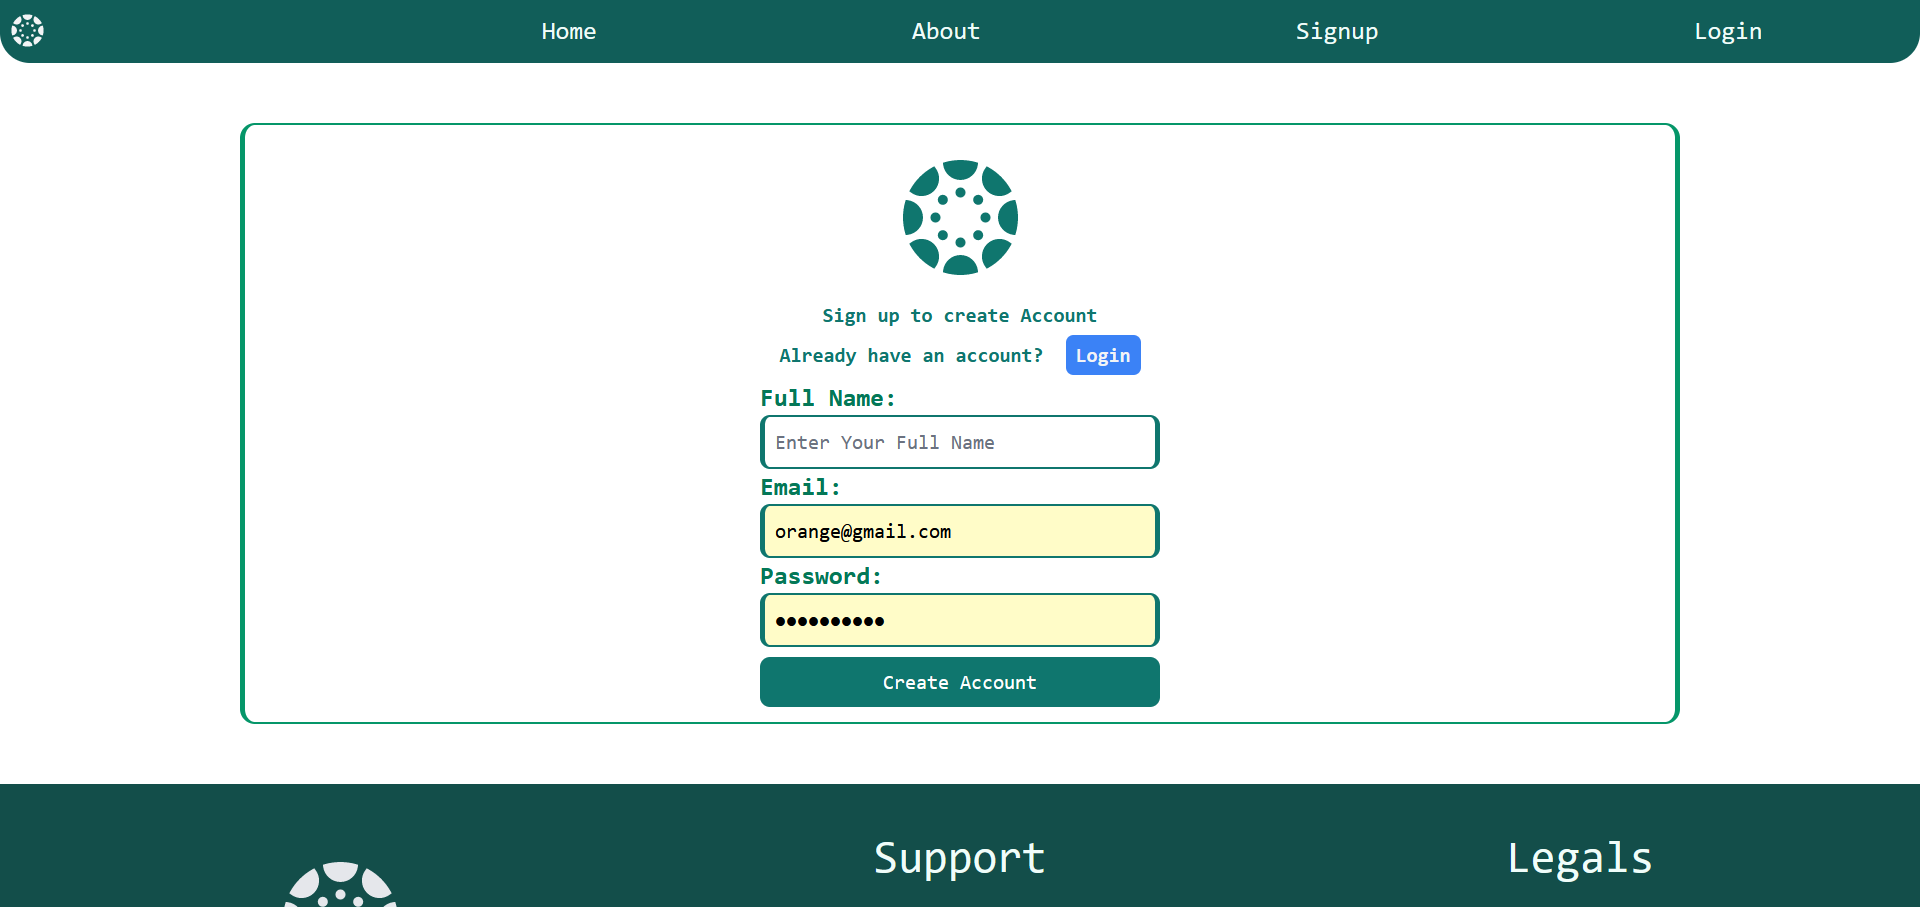 Home About Signup Login
Sign up to create Account
Already have an account? Login
Full Name:
Enter Your Full Name
Email:
orange@gmail.com
Password:
●●●●●●●●●●
Create Account
Support Legals